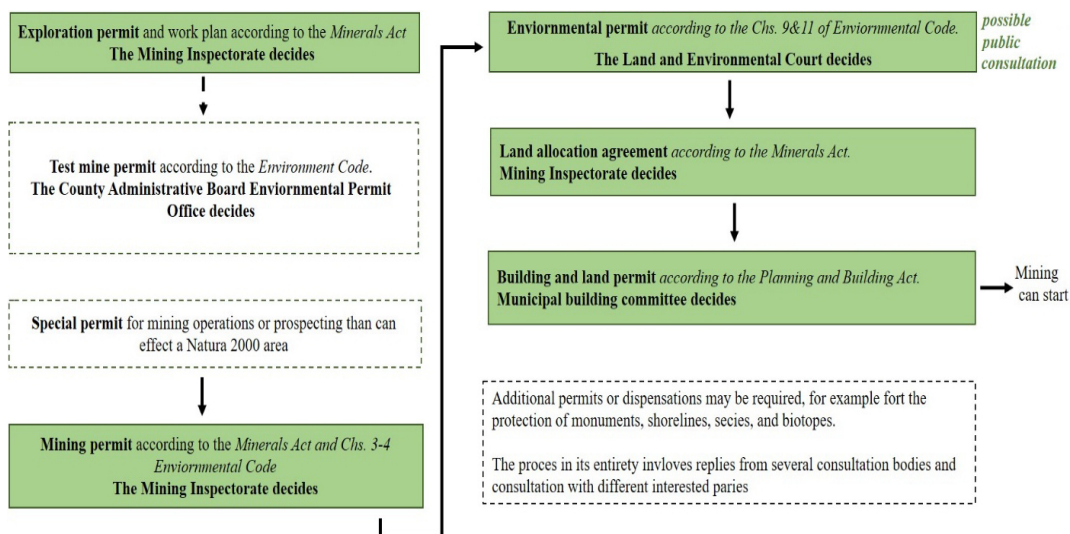 Exploration permit and work plan according to the Minerals Act
The Mining Inspectorate decides
Test mine permit according to the Environment Code.
The County Administrative Board Enviornmental Permit
Office decides
Special permit for mining operations or prospecting than can
effect a Natura 2000 area
Mining permit according to the Minerals Act and Chs. 3-4
Enviornmental Code
The Mining Inspectorate decides
Enviornmental permit according to the Chs. 9&11 of Enviornmental Code.
The Land and Environmental Court decides
possible
public
consultation
Land allocation agreement according to the Minerals Act.
Mining Inspectorate decides
Building and land permit according to the Planning and Building Act.
Municipal building committee decides
Mining
can start
Additional permits or dispensations may be required, for example fort the
protection of monuments, shorelines, secies, and biotopes.
The proces in its entirety invloves replies from several consultation bodies and
consultation with different interested paries